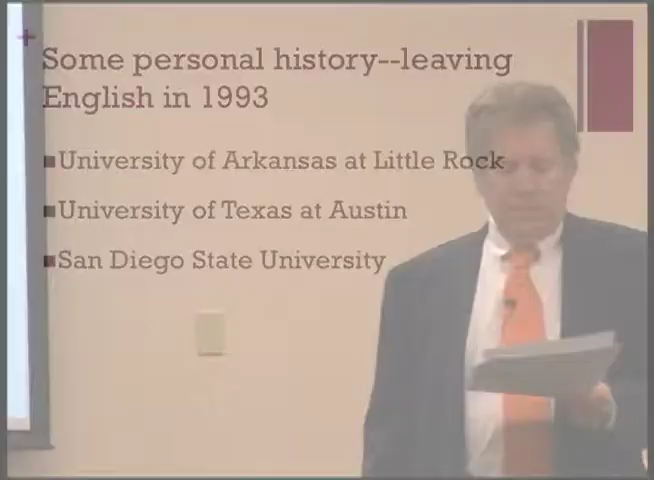 Some personal history--leaving
English in 1993
University of Arkansas at Little Rock
University of Texas at Austin
San Diego State University